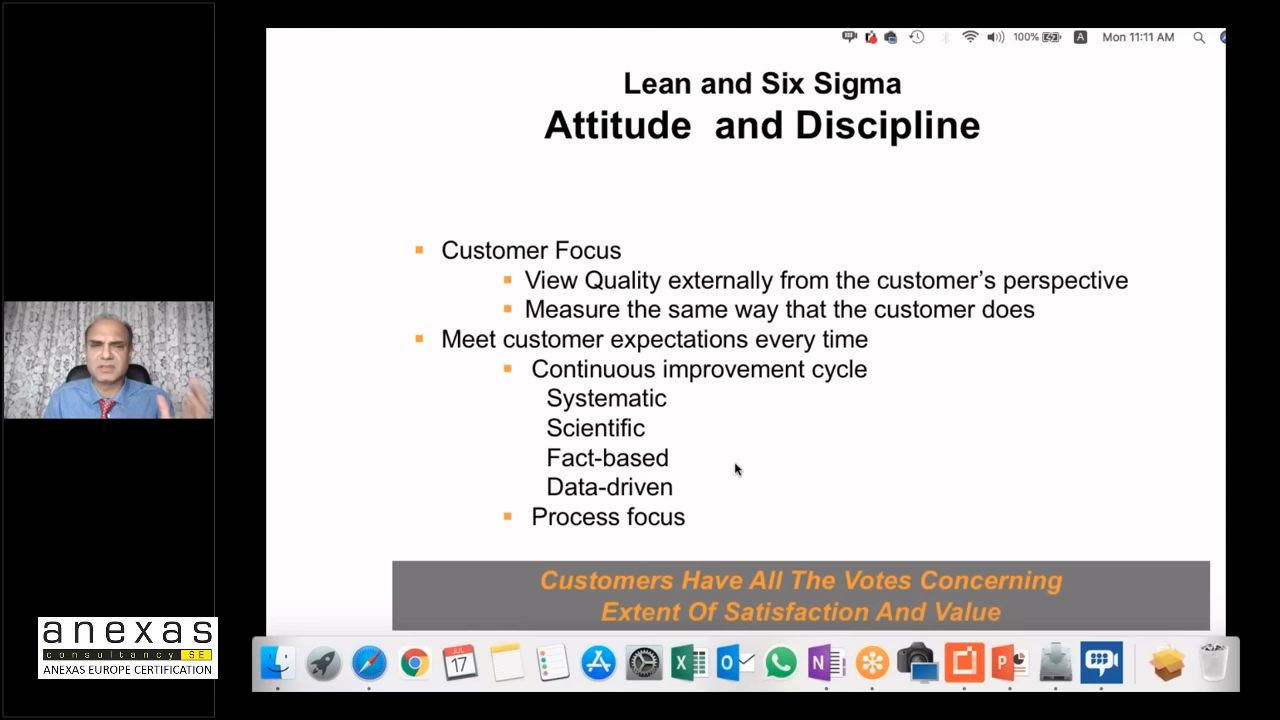 100%
A
Mon 11:11 AM
Lean and Six Sigma
Attitude and Discipline
Customer Focus
View Quality externally from the customer's perspective
Measure the same way that the customer does
Meet customer expectations every time
Continuous improvement cycle
Systematic
Scientific
Fact-based
Data-driven
Process focus
Customers Have All The Votes Concerning
Extent Of Satisfaction And Value
anexas
consultancy SE
ANEXAS EUROPE CERTIFICATION
JUL
17
X
O
N
P